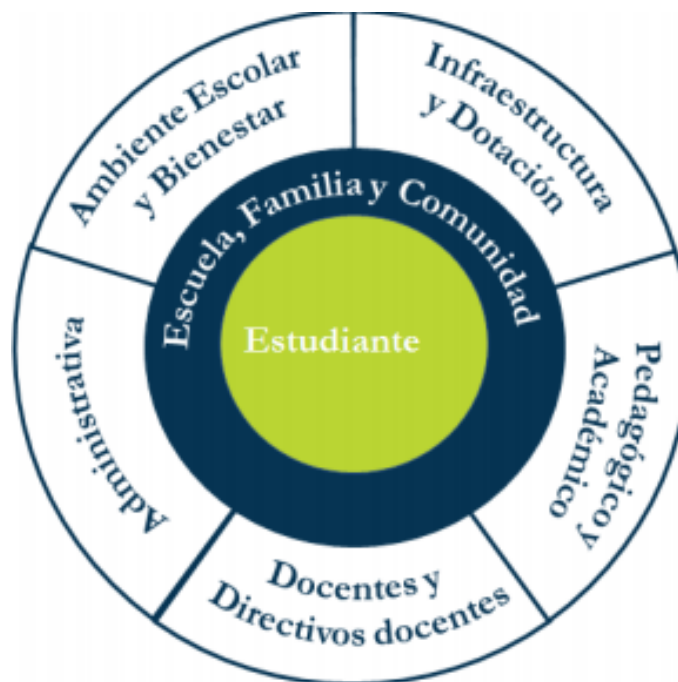 Ambiente Escolar
y Bienestar
Infraestructura
y Dotación
Escuela, Familia y Comunidad
Estudiante
Administrativa
Pedagógico y
Académico
Docentes y
Directivos docentes